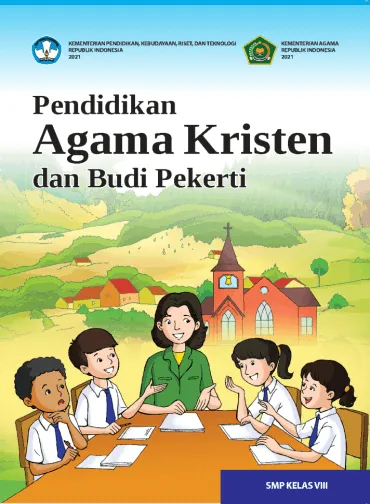 KEMENTERIAN PENDIDIKAN, KEBUDAYAAN, RISET, DAN TEKNOLOGI
REPUBLIK INDONESIA
2021
KEMENTERIAN AGAMA
REPUBLIK INDONESIA
2021
Pendidikan
Agama Kristen
dan Budi Pekerti
SMP KELAS VIII